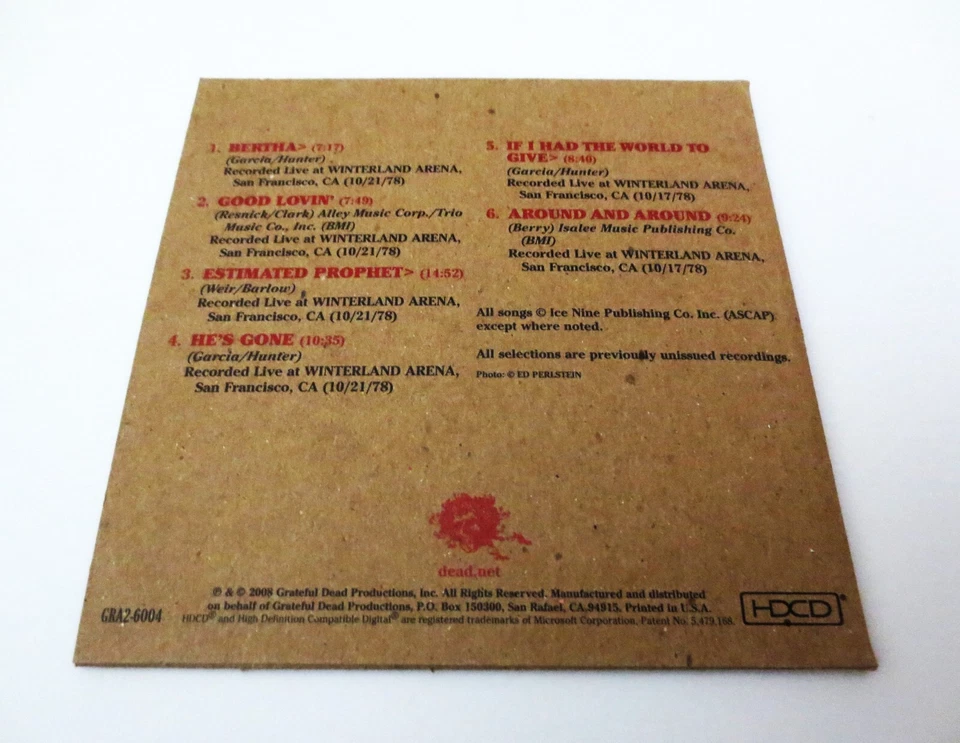 1. BERTHA> (7:17)
(Garcia/Hunter)
Recorded Live at WINTERLAND ARENA,
San Francisco, CA (10/21/78)
2. GOOD LOVIN' (7:49)
(Resnick/Clark) Alley Music Corp./Trio
Music Co., Inc. (BMI)
Recorded Live at WINTERLAND ARENA,
San Francisco, CA (10/21/78)
3. ESTIMATED PROPHET> (14:52)
(Weir/Barlow)
Recorded Live at WINTERLAND ARENA,
San Francisco, CA (10/21/78)
4. HE'S GONE (10:35)
(Garcia/Hunter)
Recorded Live at WINTERLAND ARENA,
San Francisco, CA (10/21/78)
5. IF I HAD THE WORLD TO
GIVE> (8:46)
(Garcia/Hunter)
Recorded Live at WINTERLAND ARENA,
San Francisco, CA (10/17/78)
6. AROUND AND AROUND (9:24)
(Berry) Isalee Music Publishing Co.
(BMI)
Recorded Live at WINTERLAND ARENA,
San Francisco, CA (10/17/78)
All songs © Ice Nine Publishing Co. Inc. (ASCAP)
except where noted.
All selections are previously unissued recordings.
Photo: © ED PERLSTEIN
dead.net
℗ & © 2008 Grateful Dead Productions, Inc. All Rights Reserved. Manufactured and distributed
on behalf of Grateful Dead Productions, P.O. Box 150300, San Rafael, CA 94915. Printed in U.S.A.
HDCD® and High Definition Compatible Digital® are registered trademarks of Microsoft Corporation. Patent No. 5,479,168.
GRA2-6004
HDCD®